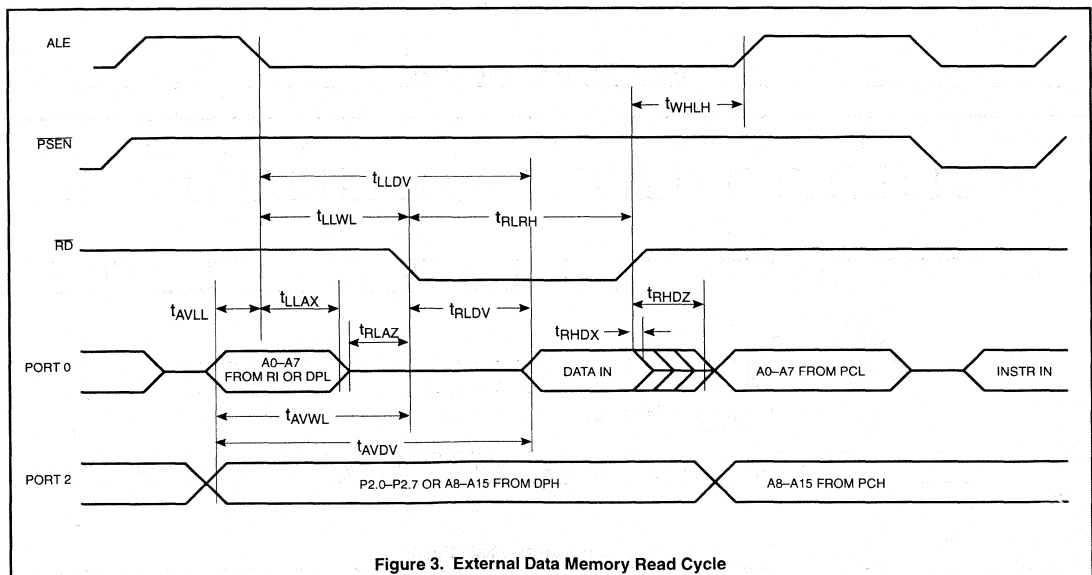 ALE
tWHLH
PSEN
tLLDV
tLLWL
tRLRH
RD
tAVLL
tLLAX
tRLAZ
tRLDV
tRHDZ
tRHDX
PORT 0
A0–A7
FROM RI OR DPL
DATA IN
A0–A7 FROM PCL
INSTR IN
tAVWL
tAVDV
PORT 2
P2.0–P2.7 OR A8–A15 FROM DPH
A8–A15 FROM PCH
Figure 3. External Data Memory Read Cycle